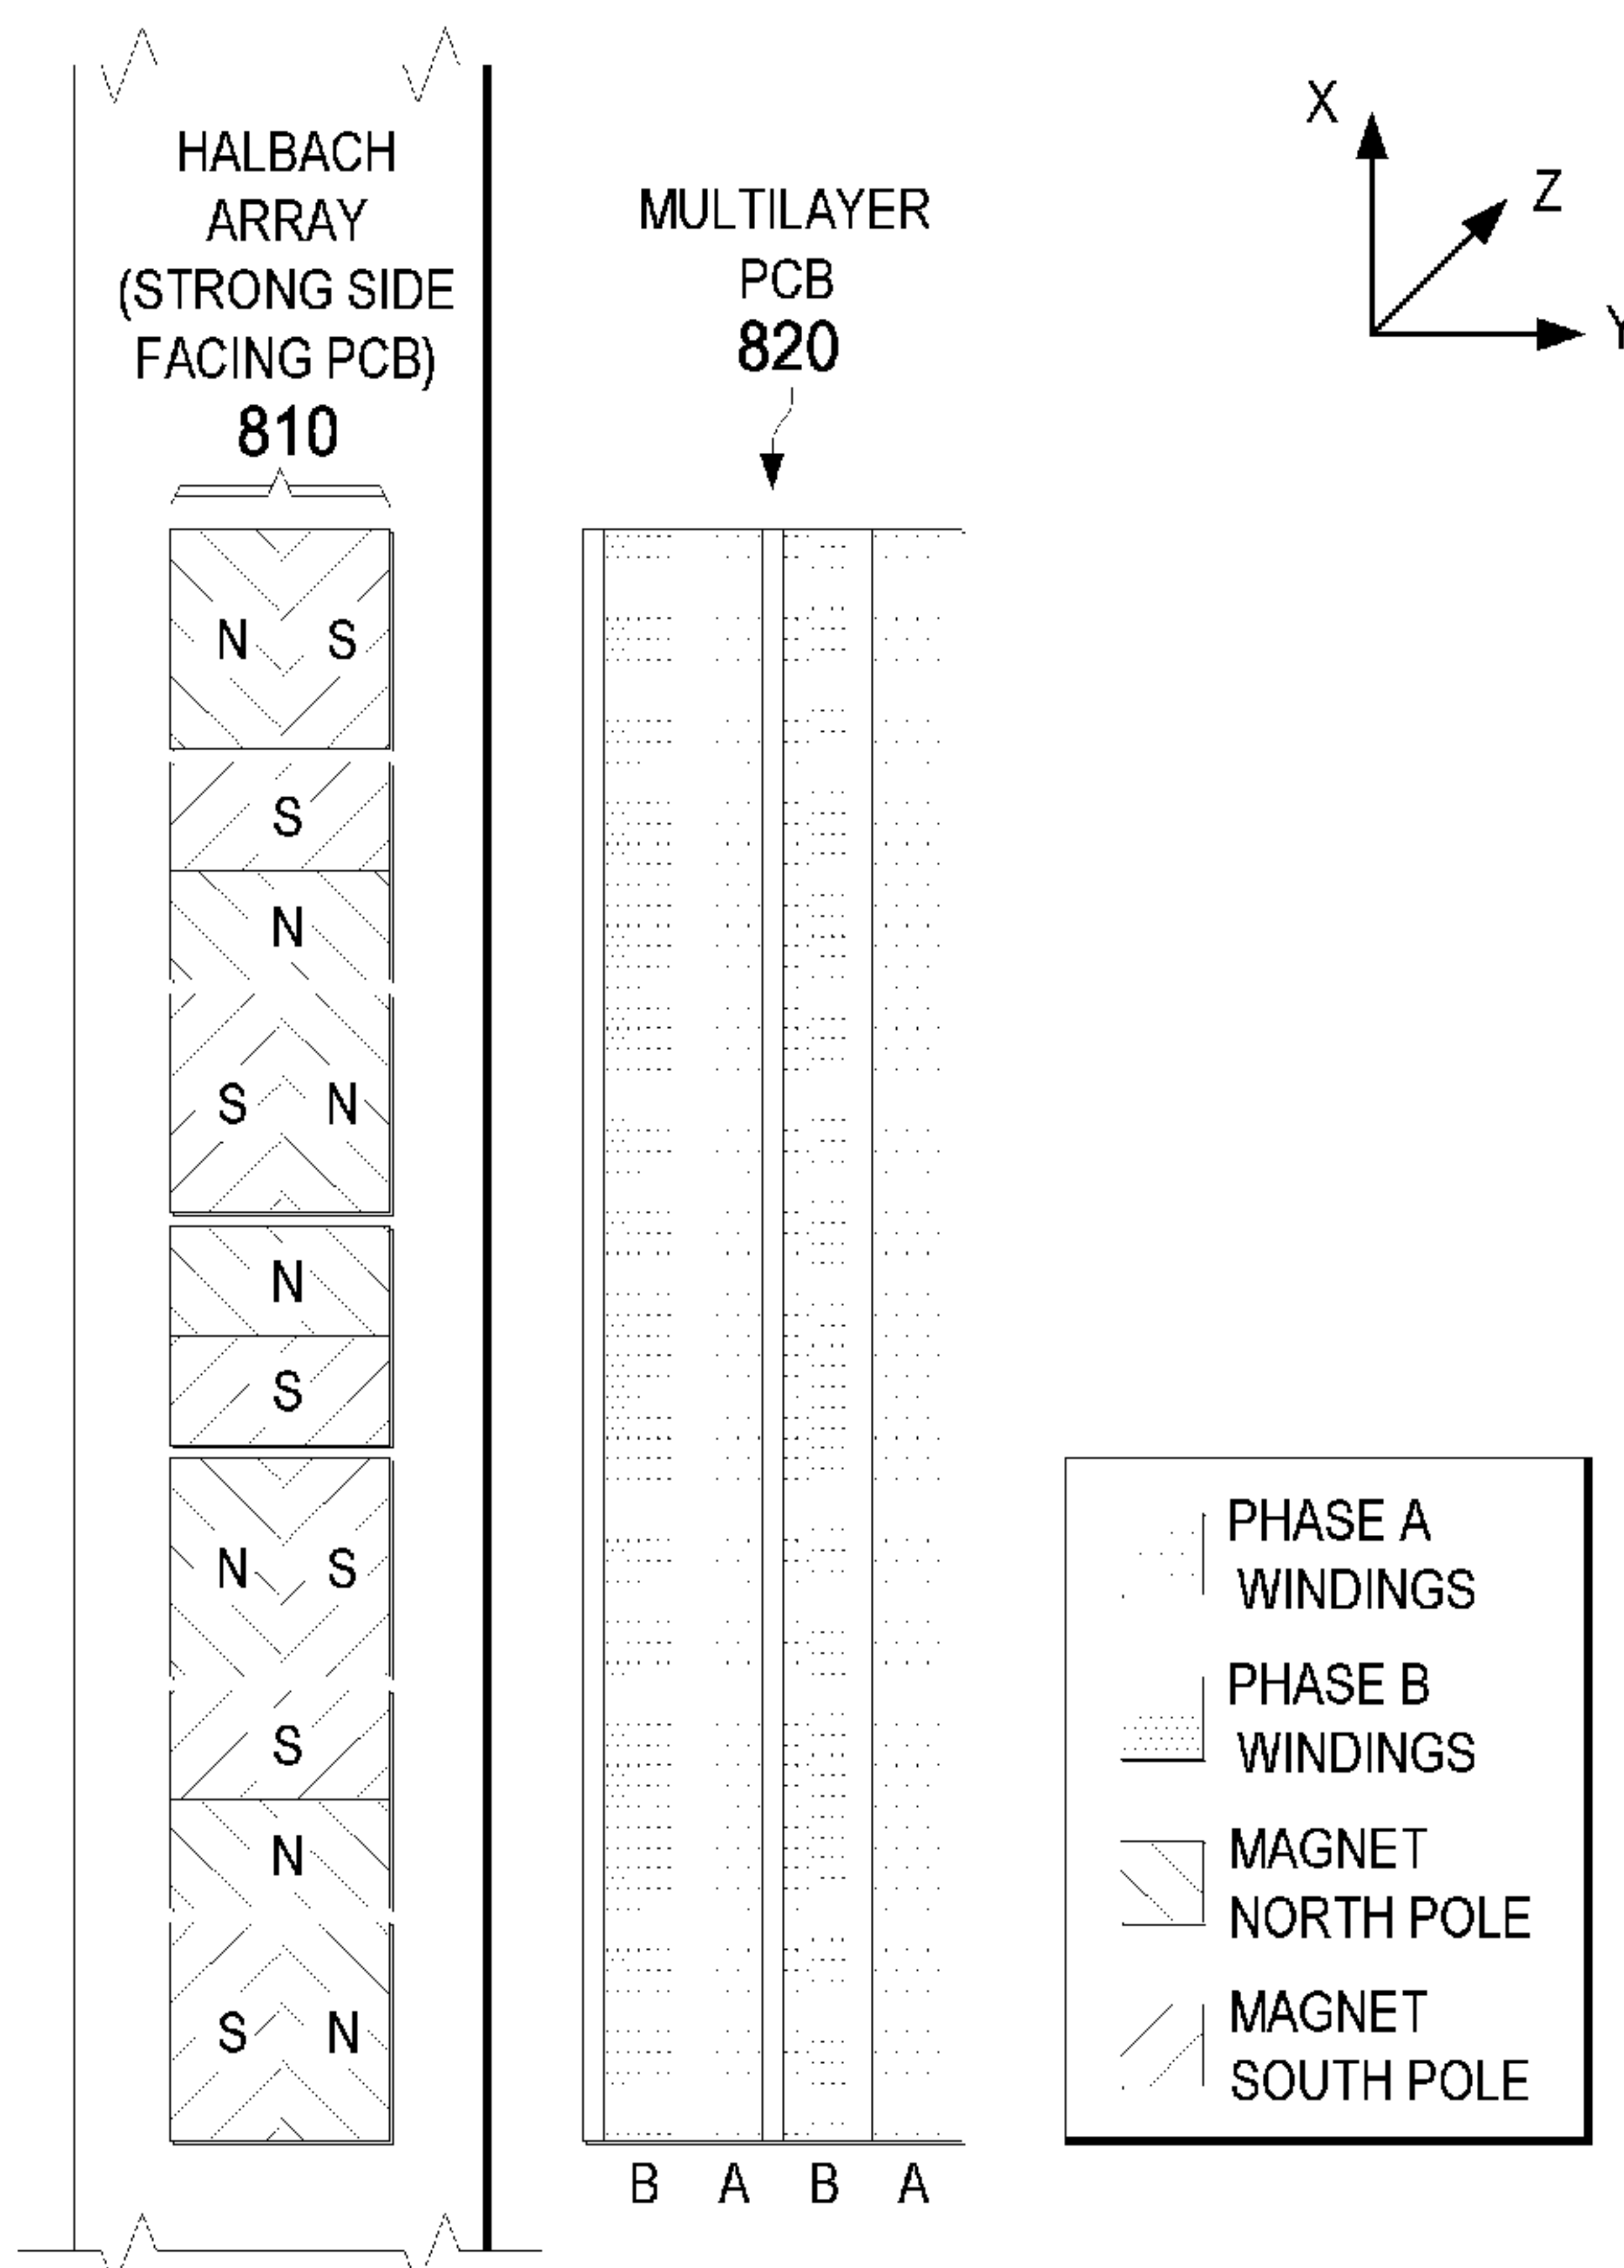 HALBACH
ARRAY
(STRONG SIDE
FACING PCB)
810
MULTILAYER
PCB
820
X
Z
Y
N S
S
N
S N
N
S
N S
S
N
S N
B A B A
PHASE A
WINDINGS
PHASE B
WINDINGS
MAGNET
NORTH POLE
MAGNET
SOUTH POLE